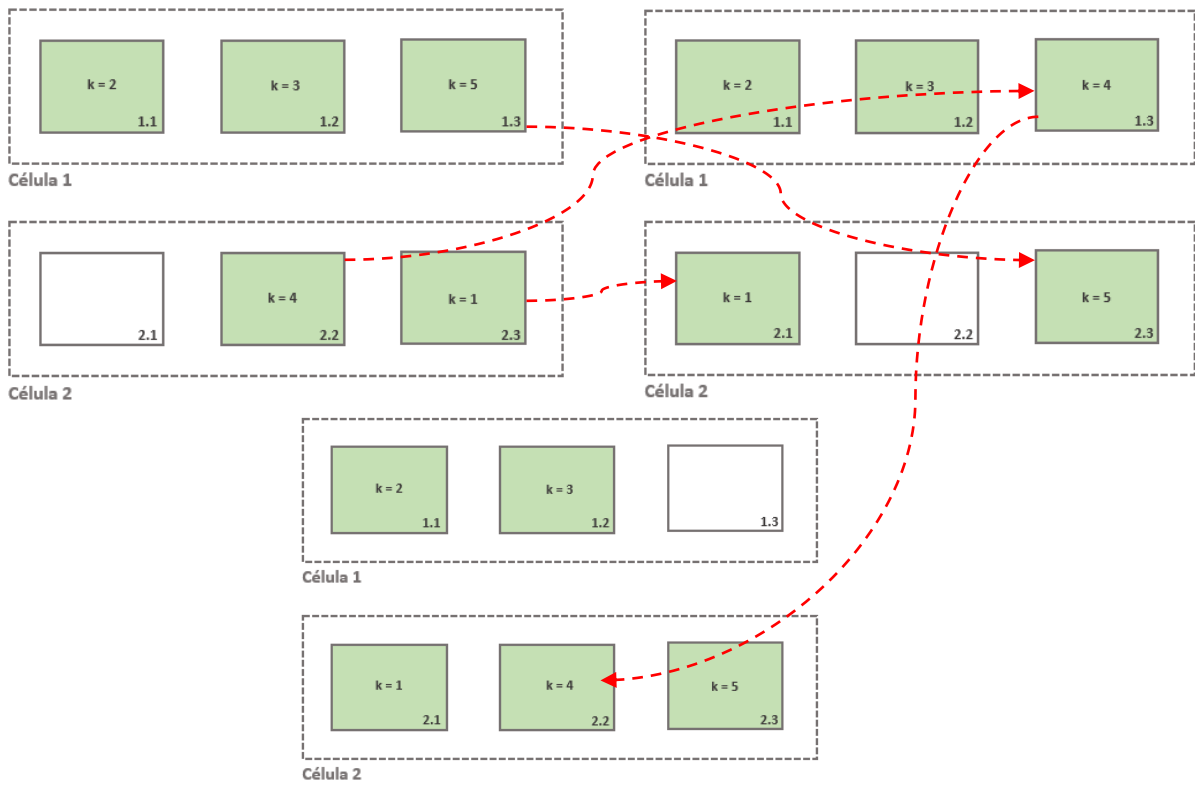 k = 2
1.1
k = 3
1.2
k = 5
1.3
Célula 1
2.1
k = 4
2.2
k = 1
2.3
Célula 2
k = 2
1.1
k = 3
1.2
k = 4
1.3
Célula 1
k = 1
2.1
2.2
k = 5
2.3
Célula 2
k = 2
1.1
k = 3
1.2
1.3
Célula 1
k = 1
2.1
k = 4
2.2
k = 5
2.3
Célula 2